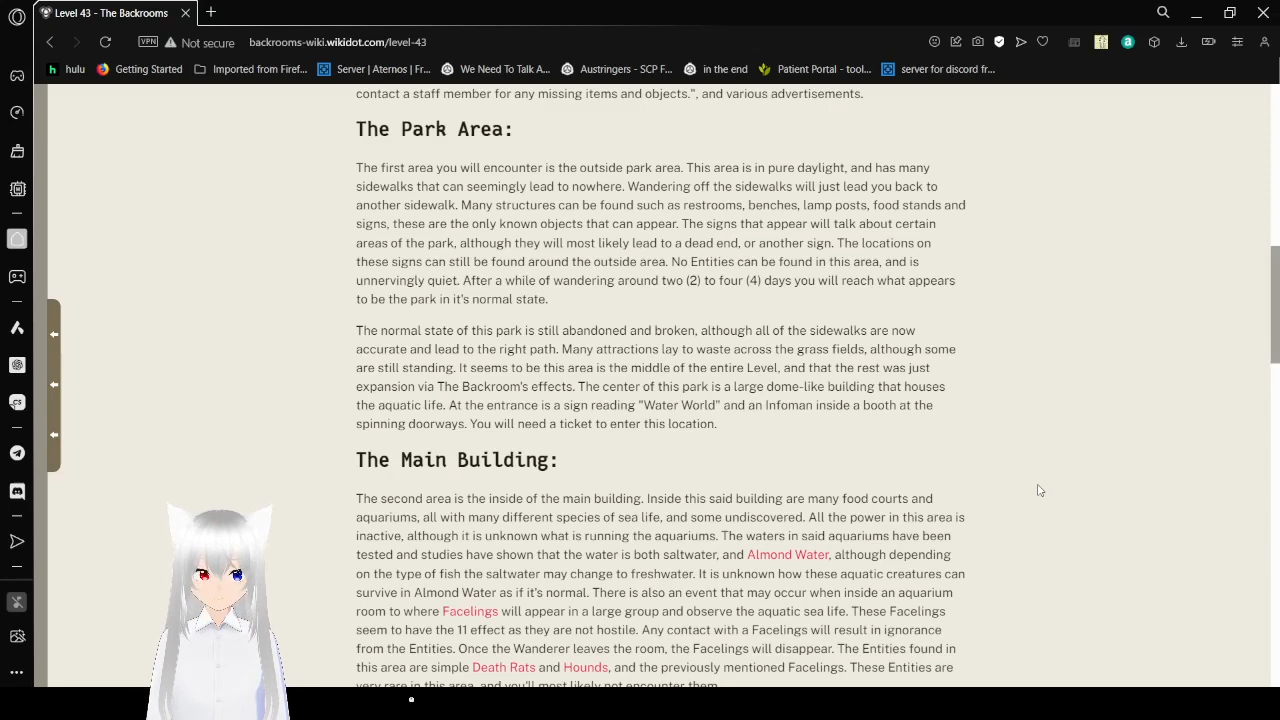 Level 43 - The Backrooms
VPN
Not secure
backrooms-wiki.wikidot.com/level-43
hulu
Getting Started
Imported from Firef...
Server | Aternos | Fr...
We Need To Talk A...
Austringers - SCP F...
in the end
Patient Portal - tool...
server for discord fr...
contact a staff member for any missing items and objects.", and various advertisements.
The Park Area:
The first area you will encounter is the outside park area. This area is in pure daylight, and has many
sidewalks that can seemingly lead to nowhere. Wandering off the sidewalks will just lead you back to
another sidewalk. Many structures can be found such as restrooms, benches, lamp posts, food stands and
signs, these are the only known objects that can appear. The signs that appear will talk about certain
areas of the park, although they will most likely lead to a dead end, or another sign. The locations on
these signs can still be found around the outside area. No Entities can be found in this area, and is
unnervingly quiet. After a while of wandering around two (2) to four (4) days you will reach what appears
to be the park in it's normal state.
The normal state of this park is still abandoned and broken, although all of the sidewalks are now
accurate and lead to the right path. Many attractions lay to waste across the grass fields, although some
are still standing. It seems to be this area is the middle of the entire Level, and that the rest was just
expansion via The Backroom's effects. The center of this park is a large dome-like building that houses
the aquatic life. At the entrance is a sign reading "Water World" and an Infoman inside a booth at the
spinning doorways. You will need a ticket to enter this location.
The Main Building:
The second area is the inside of the main building. Inside this said building are many food courts and
aquariums, all with many different species of sea life, and some undiscovered. All the power in this area is
inactive, although it is unknown what is running the aquariums. The waters in said aquariums have been
tested and studies have shown that the water is both saltwater, and Almond Water, although depending
on the type of fish the saltwater may change to freshwater. It is unknown how these aquatic creatures can
survive in Almond Water as if it's normal. There is also an event that may occur when inside an aquarium
room to where Facelings will appear in a large group and observe the aquatic sea life. These Facelings
seem to have the 11 effect as they are not hostile. Any contact with a Facelings will result in ignorance
from the Entities. Once the Wanderer leaves the room, the Facelings will disappear. The Entities found in
this area are simple Death Rats and Hounds, and the previously mentioned Facelings. These Entities are
very rare in this area, and you'll most likely not encounter them.